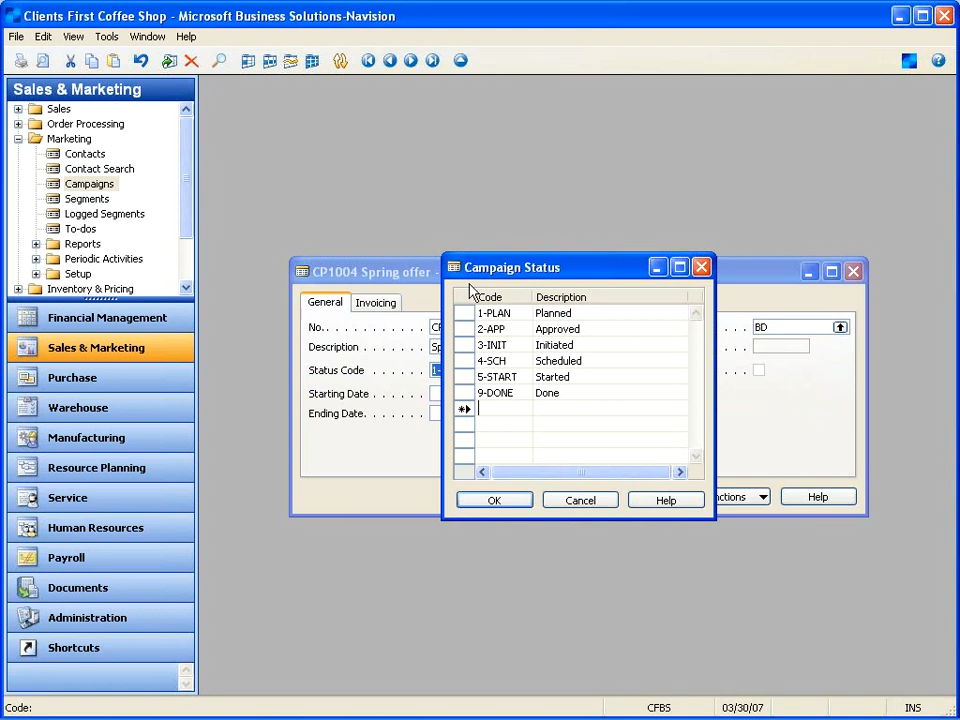 Clients First Coffee Shop - Microsoft Business Solutions-Navision
File Edit View Tools Window Help
Sales & Marketing
Sales
Order Processing
Marketing
Contacts
Contact Search
Campaigns
Segments
Logged Segments
To-dos
Reports
Periodic Activities
Setup
Inventory & Pricing
Financial Management
Sales & Marketing
Purchase
Warehouse
Manufacturing
Resource Planning
Service
Human Resources
Payroll
Documents
Administration
Shortcuts
CP1004 Spring offer -
General Invoicing
No. . . . . . . . . . . .
Description . . . . . .
Status Code . . . . . .
Starting Date . . . . .
Ending Date. . . . . .
. . . BD
Help
Campaign Status
Code Description
1-PLAN Planned
2-APP Approved
3-INIT Initiated
4-SCH Scheduled
5-START Started
9-DONE Done
OK Cancel Help
Code: CFBS 03/30/07 INS